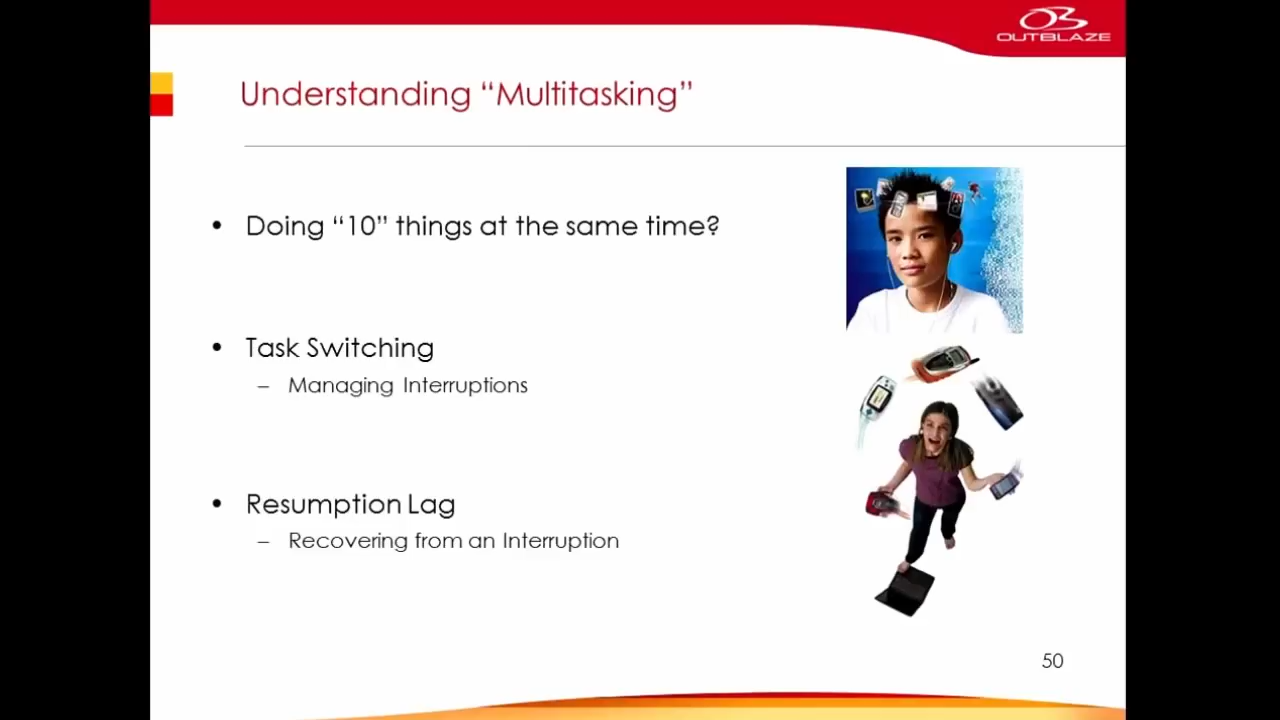 OUTBLAZE
Understanding “Multitasking”
• Doing “10” things at the same time?
• Task Switching
– Managing Interruptions
• Resumption Lag
– Recovering from an Interruption
50